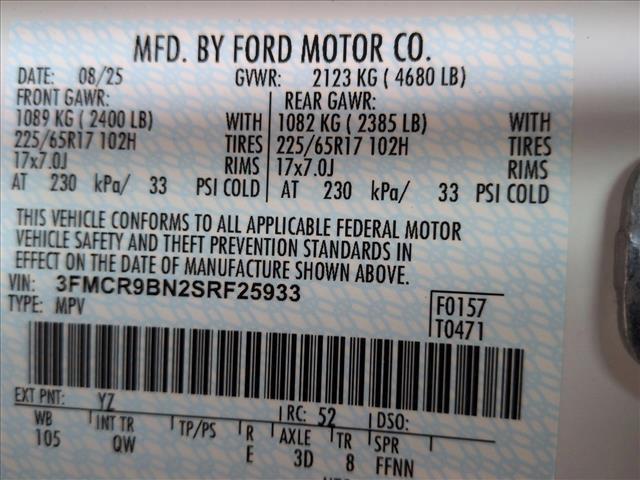 MFD. BY FORD MOTOR CO.
DATE: 08/25 GVWR: 2123 KG ( 4680 LB)
FRONT GAWR: REAR GAWR:
1089 KG ( 2400 LB) WITH 1082 KG ( 2385 LB) WITH
225/65R17 102H TIRES 225/65R17 102H TIRES
17x7.0J RIMS 17x7.0J RIMS
AT 230 kPa/ 33 PSI COLD AT 230 kPa/ 33 PSI COLD
THIS VEHICLE CONFORMS TO ALL APPLICABLE FEDERAL MOTOR
VEHICLE SAFETY AND THEFT PREVENTION STANDARDS IN
EFFECT ON THE DATE OF MANUFACTURE SHOWN ABOVE.
VIN: 3FMCR9BN2SRF25933 F0157
TYPE: MPV T0471
EXT PNT: YZ RC: 52 DSO:
WB INT TR TP/PS R AXLE TR SPR
105 QW E 3D 8 FFNN